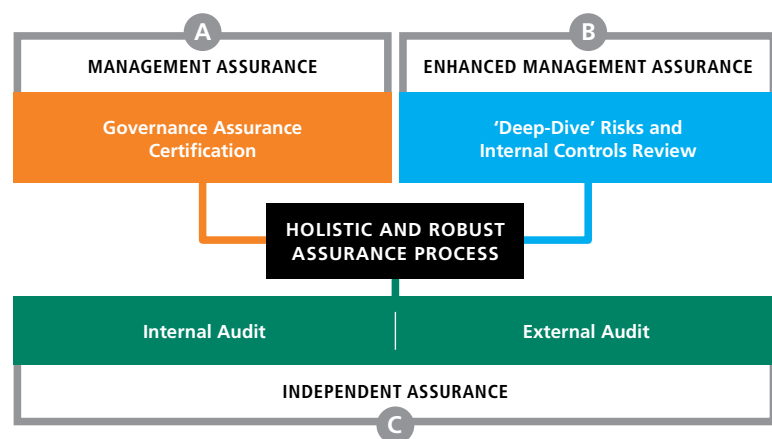 A
B
MANAGEMENT ASSURANCE
ENHANCED MANAGEMENT ASSURANCE
Governance Assurance
Certification
‘Deep-Dive’ Risks and
Internal Controls Review
HOLISTIC AND ROBUST
ASSURANCE PROCESS
Internal Audit
External Audit
INDEPENDENT ASSURANCE
C